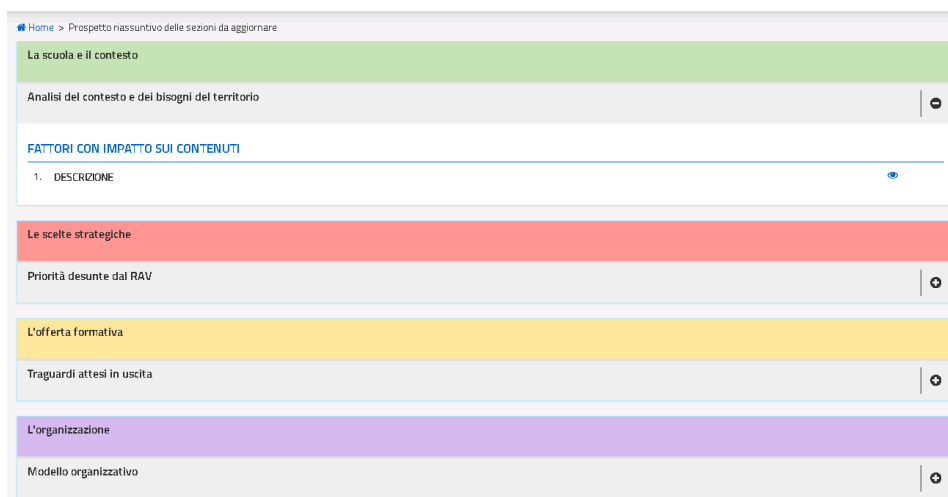 Home > Prospetto riassuntivo delle sezioni da aggiornare
La scuola e il contesto
Analisi del contesto e dei bisogni del territorio
FATTORI CON IMPATTO SUI CONTENUTI
1. DESCRIZIONE
Le scelte strategiche
Priorità desunte dal RAV
L'offerta formativa
Traguardi attesi in uscita
L'organizzazione
Modello organizzativo